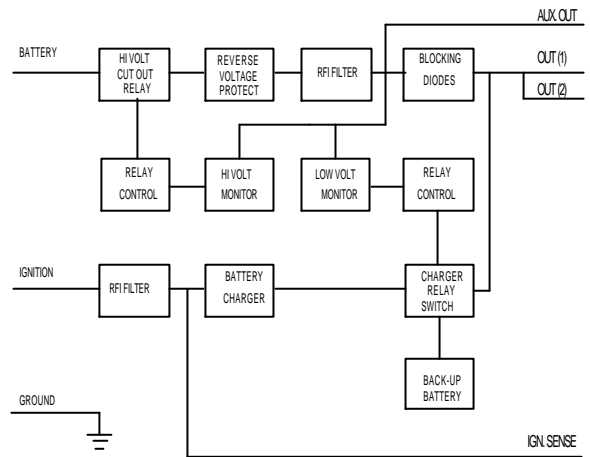 AUX. OUT
BATTERY
HI VOLT
CUT OUT
RELAY
REVERSE
VOLTAGE
PROTECT
RFI FILTER
BLOCKING
DIODES
OUT (1)
OUT (2)
RELAY
CONTROL
HI VOLT
MONITOR
LOW VOLT
MONITOR
RELAY
CONTROL
IGNITION
RFI FILTER
BATTERY
CHARGER
CHARGER
RELAY
SWITCH
BACK-UP
BATTERY
GROUND
IGN. SENSE